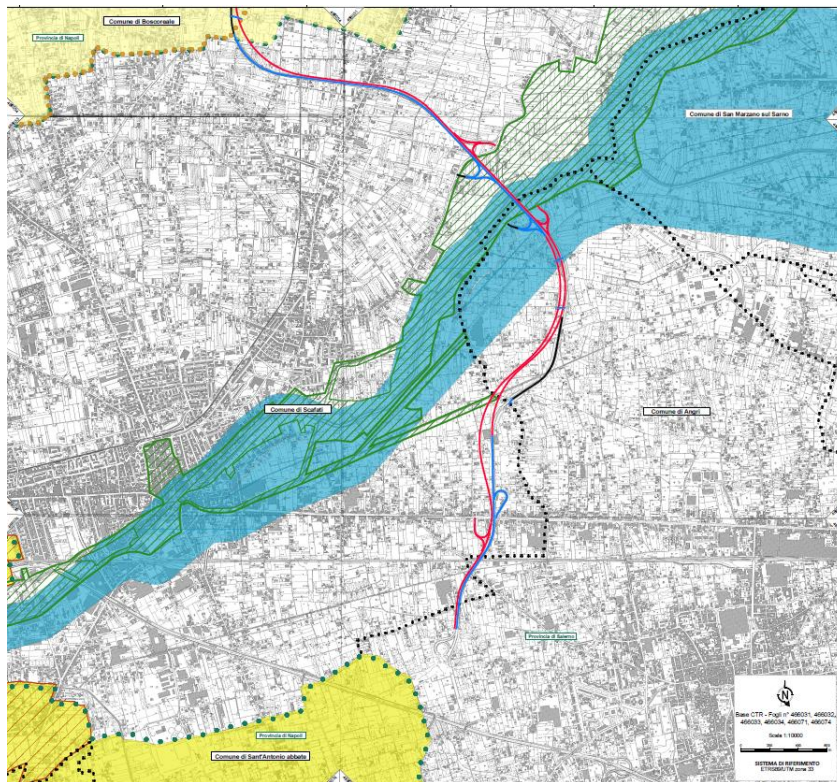 Comune di Boscoreale
Provincia di Napoli
Comune di San Marzano sul Sarno
Comune di Scafati
Comune di Angri
Provincia di Salerno
Provincia di Napoli
Comune di Sant'Antonio abbate
N
Base CTR - Fogli n° 466031, 466032,
466033, 466034, 466071, 466074
Scala 1:10000
SISTEMA DI RIFERIMENTO
ETRS89/UTM zone 33